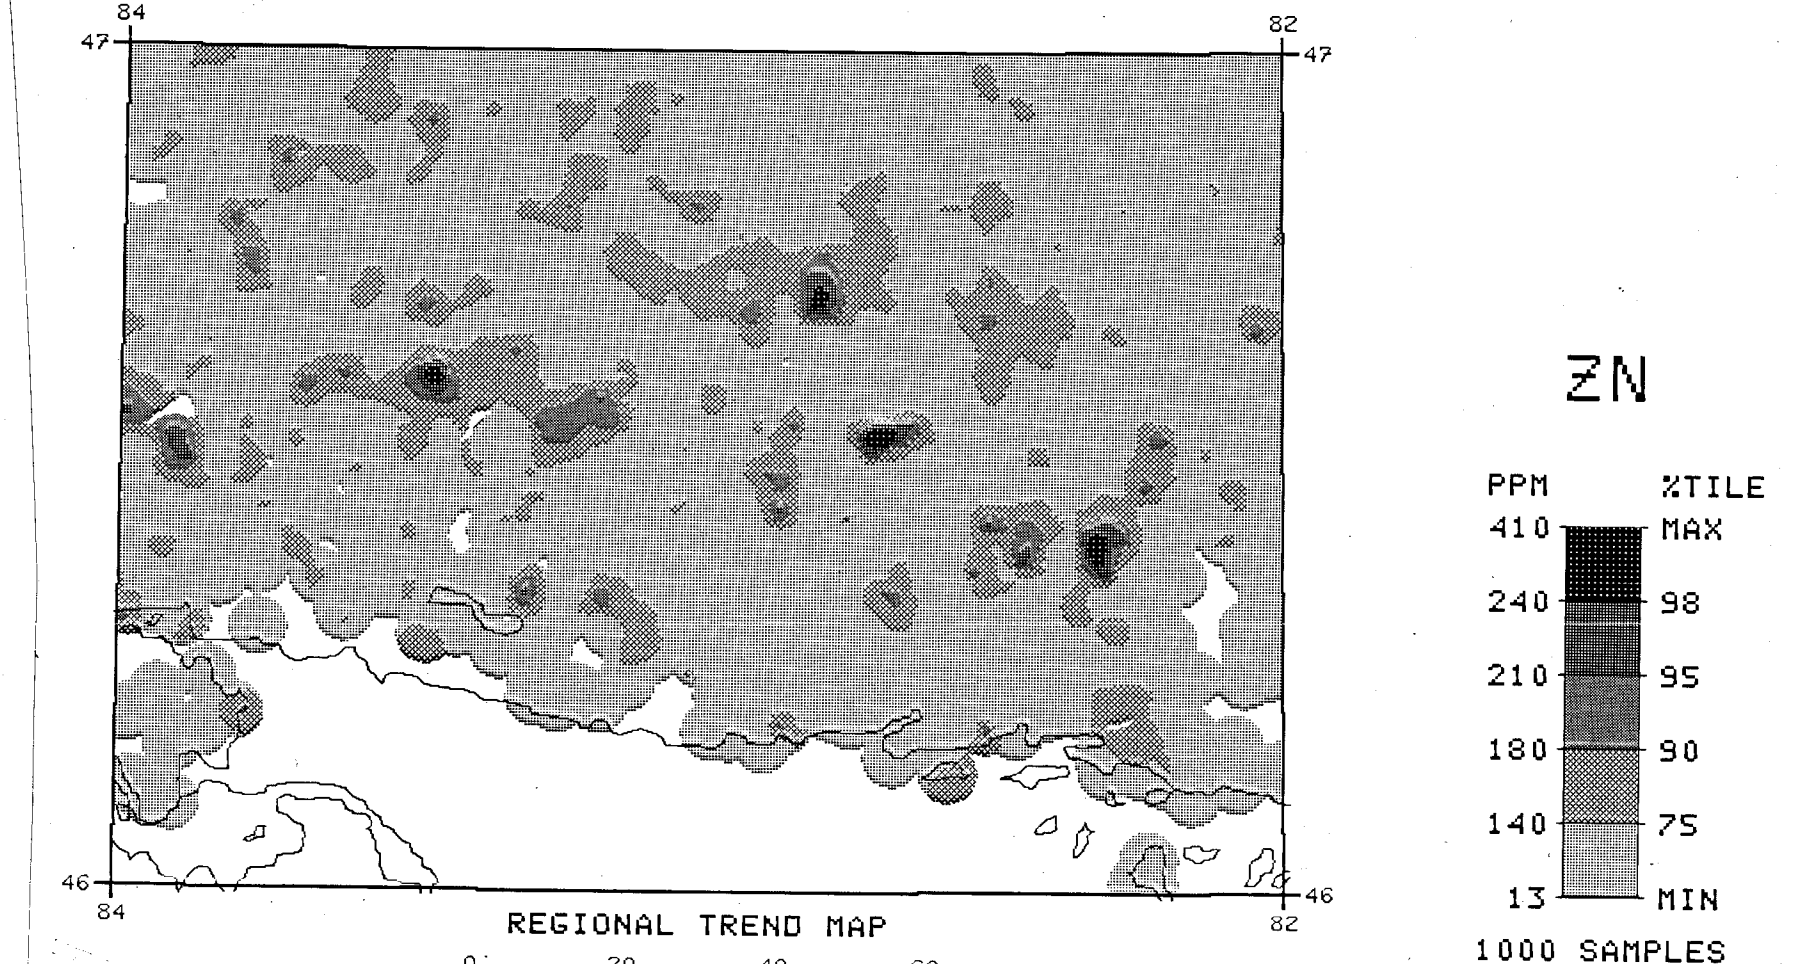 84
82
47
47
ZN
PPM %TILE
410 MAX
240 98
210 95
180 90
140 75
13 MIN
46
46
84
82
REGIONAL TREND MAP
1000 SAMPLES